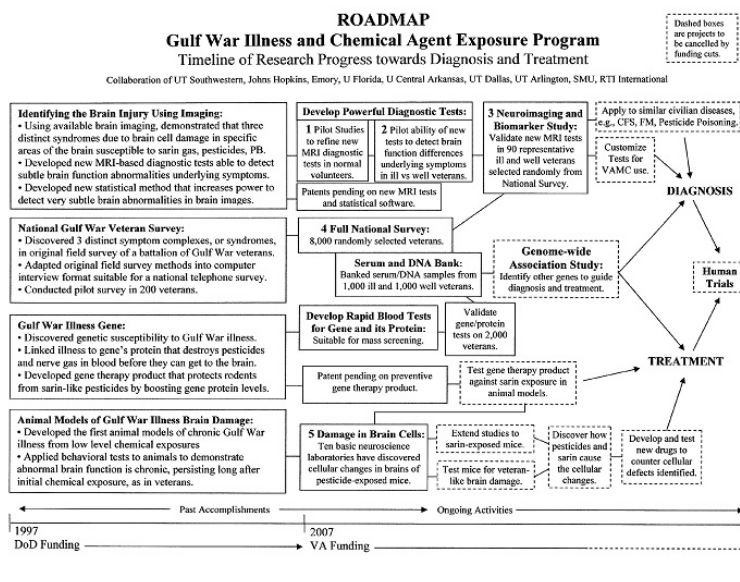 ROADMAP
Gulf War Illness and Chemical Agent Exposure Program
Timeline of Research Progress towards Diagnosis and Treatment
Collaboration of UT Southwestern, Johns Hopkins, Emory, U Florida, U Central Arkansas, UT Dallas, UT Arlington, SMU, RTI International
Dashed boxes
are projects to
be cancelled by
funding cuts.
Identifying the Brain Injury Using Imaging:
• Using available brain imaging, demonstrated that three
distinct syndromes due to brain cell damage in specific
areas of the brain susceptible to sarin gas, pesticides, PB.
• Developed new MRI-based diagnostic tests able to detect
subtle brain function abnormalities underlying symptoms.
• Developed new statistical method that increases power to
detect very subtle brain abnormalities in brain images.
Develop Powerful Diagnostic Tests:
1 Pilot Studies
to refine new
MRI diagnostic
tests in normal
volunteers.
2 Pilot ability of new
tests to detect brain
function differences
underlying symptoms
in ill vs well veterans.
Patents pending on new MRI tests
and statistical software.
3 Neuroimaging and
Biomarker Study:
Validate new MRI tests
in 90 representative
ill and well veterans
selected randomly from
National Survey.
Apply to similar civilian diseases,
e.g., CFS, FM, Pesticide Poisoning.
Customize
Tests for
VAMC use.
DIAGNOSIS
National Gulf War Veteran Survey:
• Discovered 3 distinct symptom complexes, or syndromes,
in original field survey of a battalion of Gulf War veterans.
• Adapted original field survey methods into computer
interview format suitable for a national telephone survey.
• Conducted pilot survey in 200 veterans.
4 Full National Survey:
8,000 randomly selected veterans.
Serum and DNA Bank:
Banked serum/DNA samples from
1,000 ill and 1,000 well veterans.
Genome-wide
Association Study:
Identify other genes to guide
diagnosis and treatment.
Human
Trials
Gulf War Illness Gene:
• Discovered genetic susceptibility to Gulf War illness.
• Linked illness to gene's protein that destroys pesticides
and nerve gas in blood before they can get to the brain.
• Developed gene therapy product that protects rodents
from sarin-like pesticides by boosting gene protein levels.
Develop Rapid Blood Tests
for Gene and its Protein:
Suitable for mass screening.
Validate
gene/protein
tests on 2,000
veterans.
Patent pending on preventive
gene therapy product.
Test gene therapy product
against sarin exposure in
animal models.
TREATMENT
Animal Models of Gulf War Illness Brain Damage:
• Developed the first animal models of chronic Gulf War
illness from low level chemical exposures
• Applied behavioral tests to animals to demonstrate
abnormal brain function is chronic, persisting long after
initial chemical exposure, as in veterans.
5 Damage in Brain Cells:
Ten basic neuroscience
laboratories have discovered
cellular changes in brains of
pesticide-exposed mice.
Extend studies to
sarin-exposed mice.
Test mice for veteran-
like brain damage.
Discover how
pesticides and
sarin cause
the cellular
changes.
Develop and test
new drugs to
counter cellular
defects identified.
Past Accomplishments
Ongoing Activities
1997
2007
DoD Funding
VA Funding